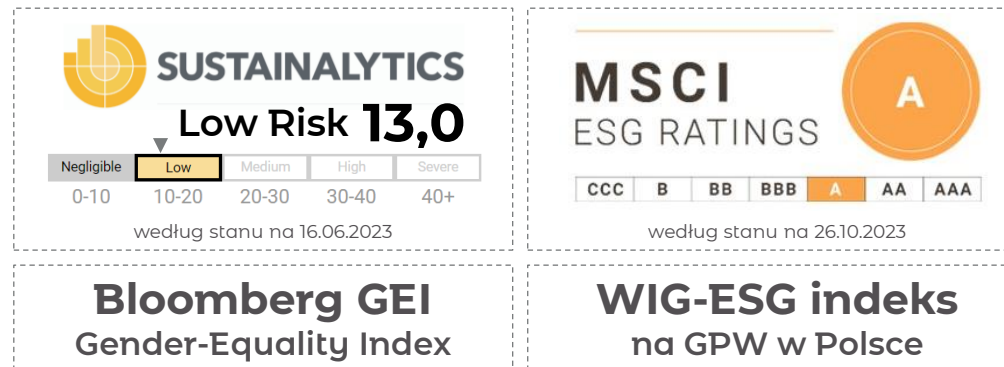 SUSTAINALYTICS
Low Risk 13,0
Negligible Low Medium High Severe
0-10 10-20 20-30 30-40 40+
według stanu na 16.06.2023
MSCI
ESG RATINGS
A
CCC B BB BBB A AA AAA
według stanu na 26.10.2023
Bloomberg GEI
Gender-Equality Index
WIG-ESG indeks
na GPW w Polsce